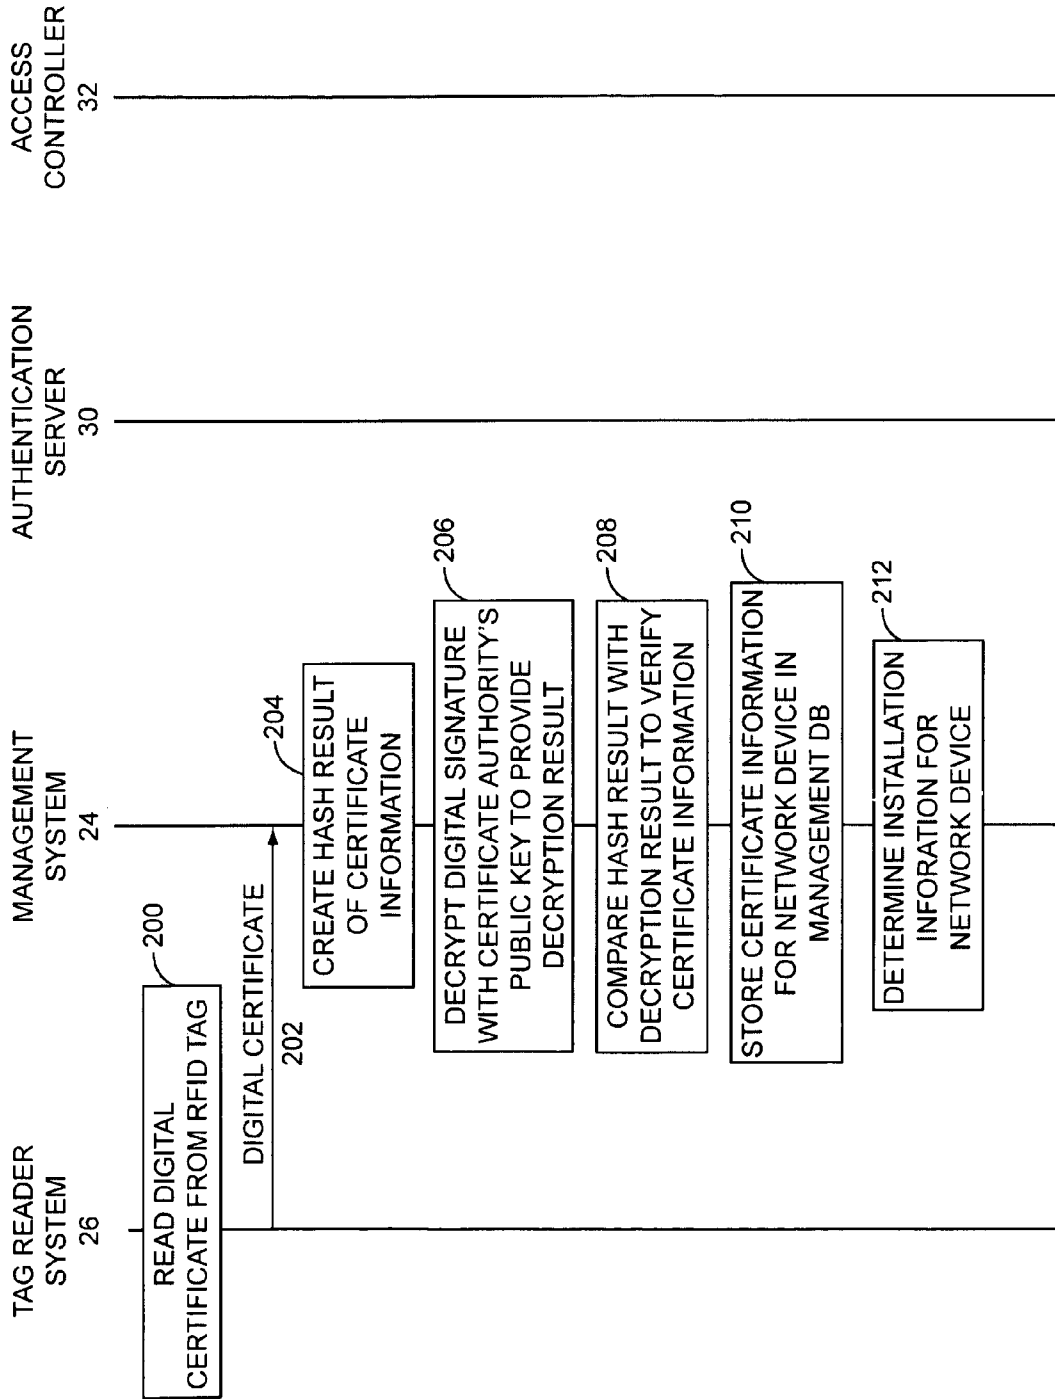 TAG READER
SYSTEM
26
MANAGEMENT
SYSTEM
24
AUTHENTICATION
SERVER
30
ACCESS
CONTROLLER
32
READ DIGITAL
CERTIFICATE FROM RFID TAG
200
DIGITAL CERTIFICATE
202
CREATE HASH RESULT
OF CERTIFICATE
INFORMATION
204
DECRYPT DIGITAL SIGNATURE
WITH CERTIFICATE AUTHORITY'S
PUBLIC KEY TO PROVIDE
DECRYPTION RESULT
206
COMPARE HASH RESULT WITH
DECRYPTION RESULT TO VERIFY
CERTIFICATE INFORMATION
208
STORE CERTIFICATE INFORMATION
FOR NETWORK DEVICE IN
MANAGEMENT DB
210
DETERMINE INSTALLATION
INFORATION FOR
NETWORK DEVICE
212